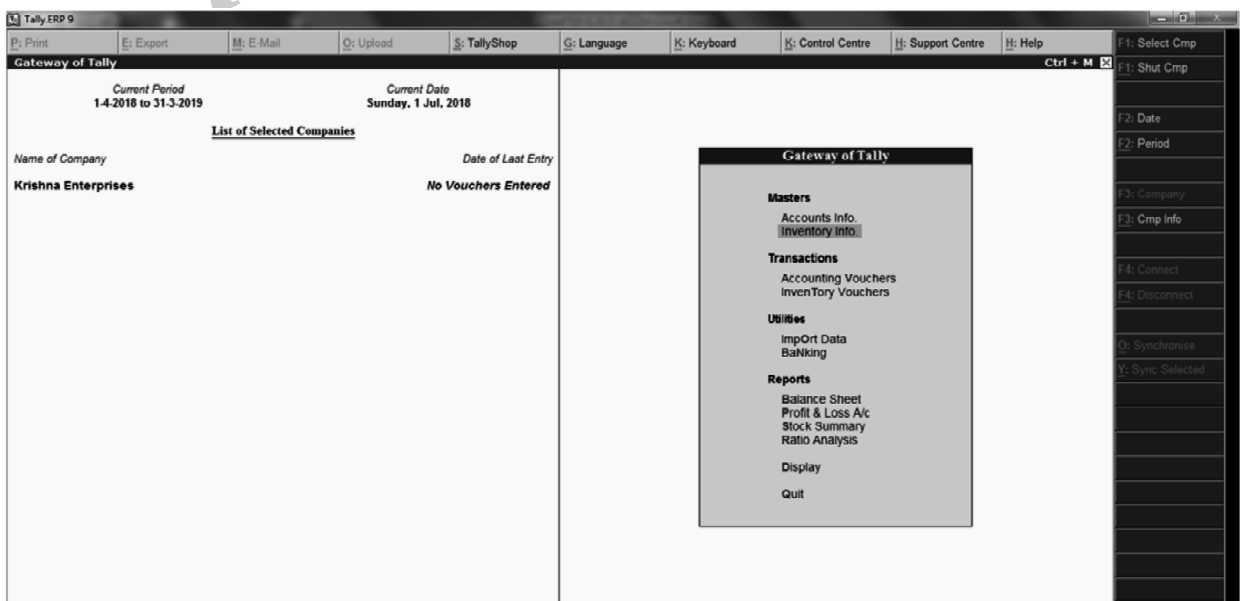 Tally.ERP 9
P: Print E: Export M: E-Mail O: Upload S: TallyShop G: Language K: Keyboard K: Control Centre H: Support Centre H: Help
Gateway of Tally Ctrl + M
Current Period Current Date
1-4-2018 to 31-3-2019 Sunday, 1 Jul, 2018
List of Selected Companies
Name of Company Date of Last Entry
Krishna Enterprises No Vouchers Entered
Gateway of Tally
Masters
Accounts Info.
Inventory Info.
Transactions
Accounting Vouchers
InvenTory Vouchers
Utilities
ImpOrt Data
BaNking
Reports
Balance Sheet
Profit & Loss A/c
Stock Summary
Ratio Analysis
Display
Quit
F1: Select Cmp
F1: Shut Cmp
F2: Date
F2: Period
F3: Company
F3: Cmp Info
F4: Connect
F4: Disconnect
O: Synchronise
Y: Sync Selected